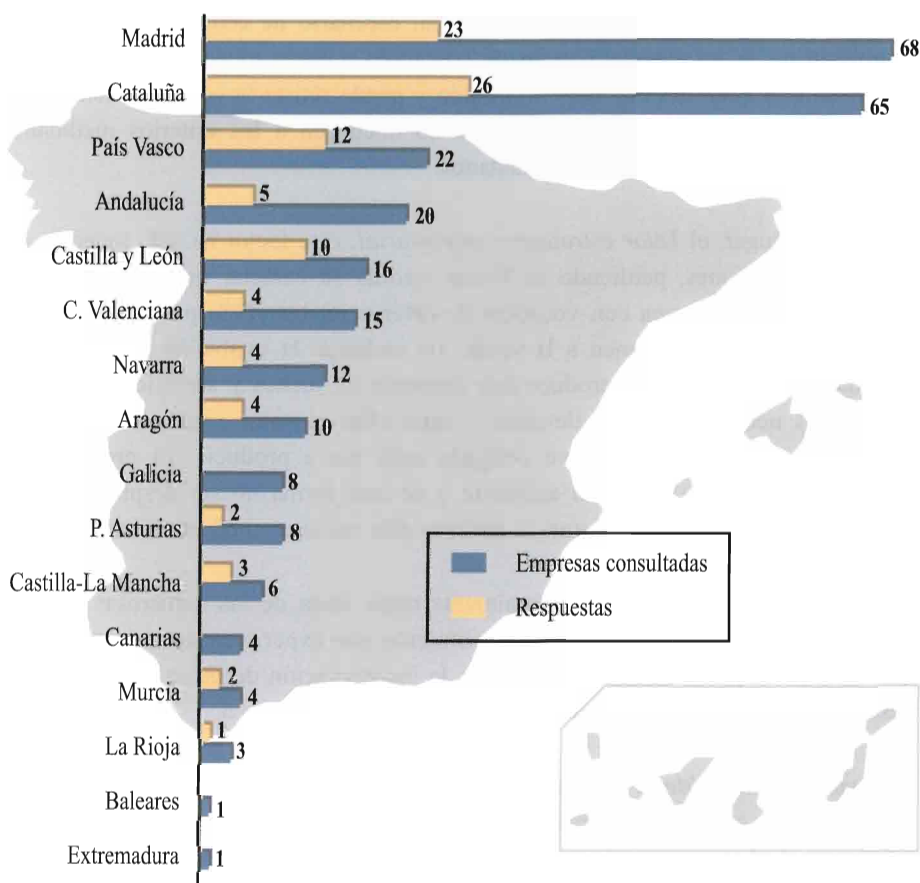 Madrid 23 68
Cataluña 26 65
País Vasco 12 22
Andalucía 5 20
Castilla y León 10 16
C. Valenciana 4 15
Navarra 4 12
Aragón 4 10
Galicia 8
P. Asturias 2 8
Castilla-La Mancha 3 6
Canarias 4
Murcia 2 4
La Rioja 1 3
Baleares 1
Extremadura 1
Empresas consultadas
Respuestas